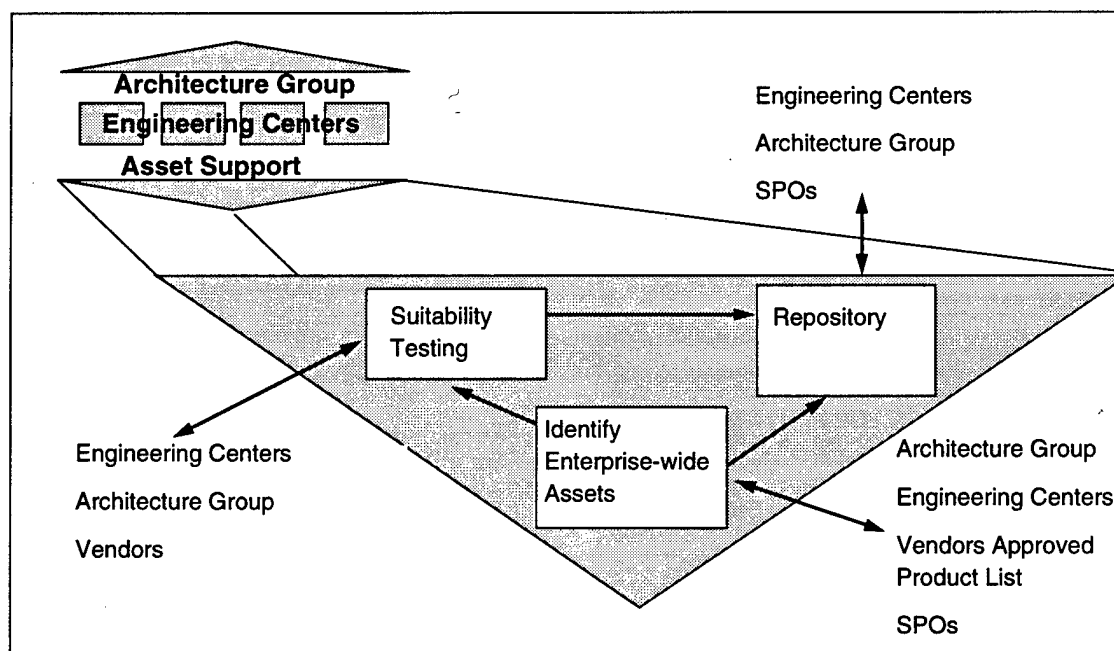 Architecture Group
Engineering Centers
Asset Support
Engineering Centers
Architecture Group
SPOs
Suitability
Testing
Repository
Identify
Enterprise-wide
Assets
Engineering Centers
Architecture Group
Vendors
Architecture Group
Engineering Centers
Vendors Approved
Product List
SPOs